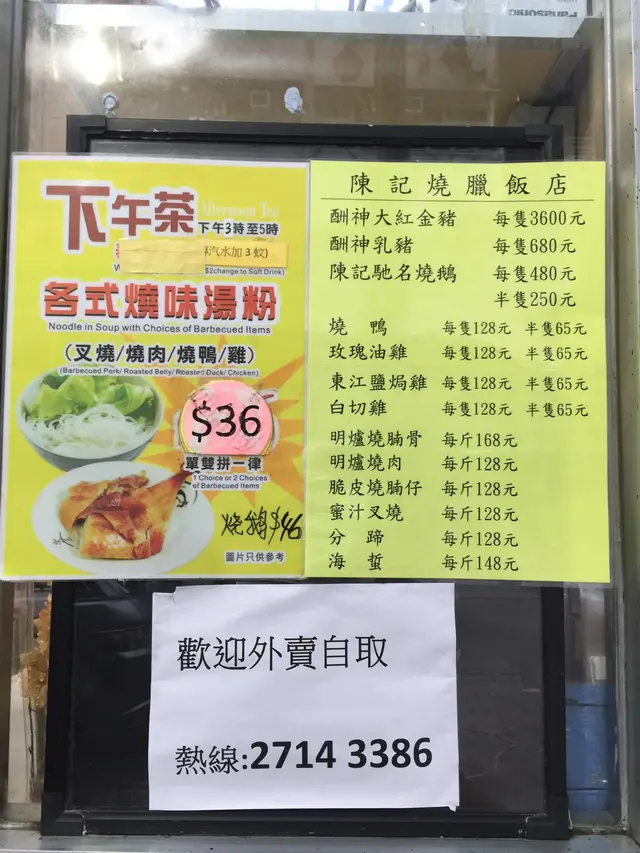 Panasonic
下午茶
Afternoon Tea
下午3時至5時
汽水加3蚊)
$2change to Soft Drink)
各式燒味湯粉
Noodle in Soup with Choices of Barbecued Items
(叉燒/燒肉/燒鴨/雞)
(Barbecued Pork/ Roasted Belly/ Roasted Duck/ Chicken)
$36
單雙拼一律
1 Choice or 2 Choices
of Barbecued Items
烧鵝$46
圖片只供參考
陳記燒臘飯店
酬神大紅金豬 每隻3600元
酬神乳豬 每隻680元
陳記馳名燒鵝 每隻480元
半隻250元
燒鴨 每隻128元 半隻65元
玫瑰油雞 每隻128元 半隻65元
東江鹽焗雞 每隻128元 半隻65元
白切雞 每隻128元 半隻65元
明爐燒腩骨 每斤168元
明爐燒肉 每斤128元
脆皮燒腩仔 每斤128元
蜜汁叉燒 每斤128元
分蹄 每斤128元
海蜇 每斤148元
歡迎外賣自取
熱線:2714 3386